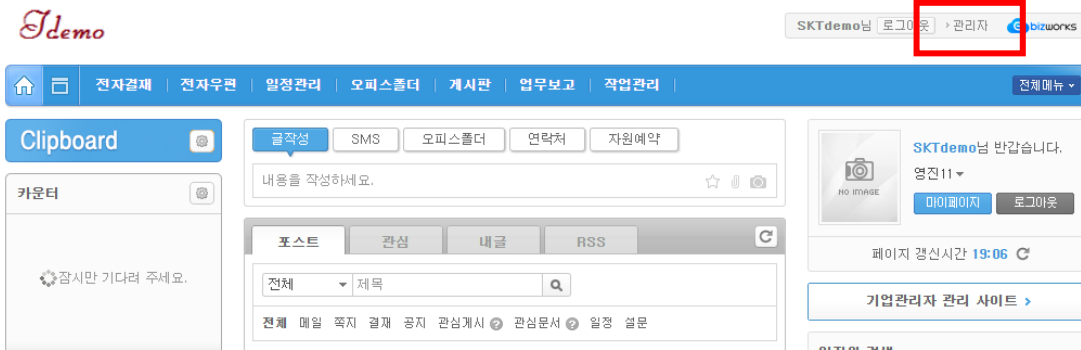 Tdemo
SKTdemo님 로그아웃 관리자 bizworks
전자결재 전자우편 일정관리 오피스폴더 게시판 업무보고 작업관리 전체메뉴
Clipboard
카운터
잠시만 기다려 주세요.
글작성 SMS 오피스폴더 연락처 자원예약
내용을 작성하세요.
포스트 관심 내글 RSS
전체 제목
전체 메일 쪽지 결재 공지 관심게시 관심문서 일정 설문
NO IMAGE
SKTdemo님 반갑습니다.
영진11
마이페이지 로그아웃
페이지 갱신시간 19:06
기업관리자 관리 사이트